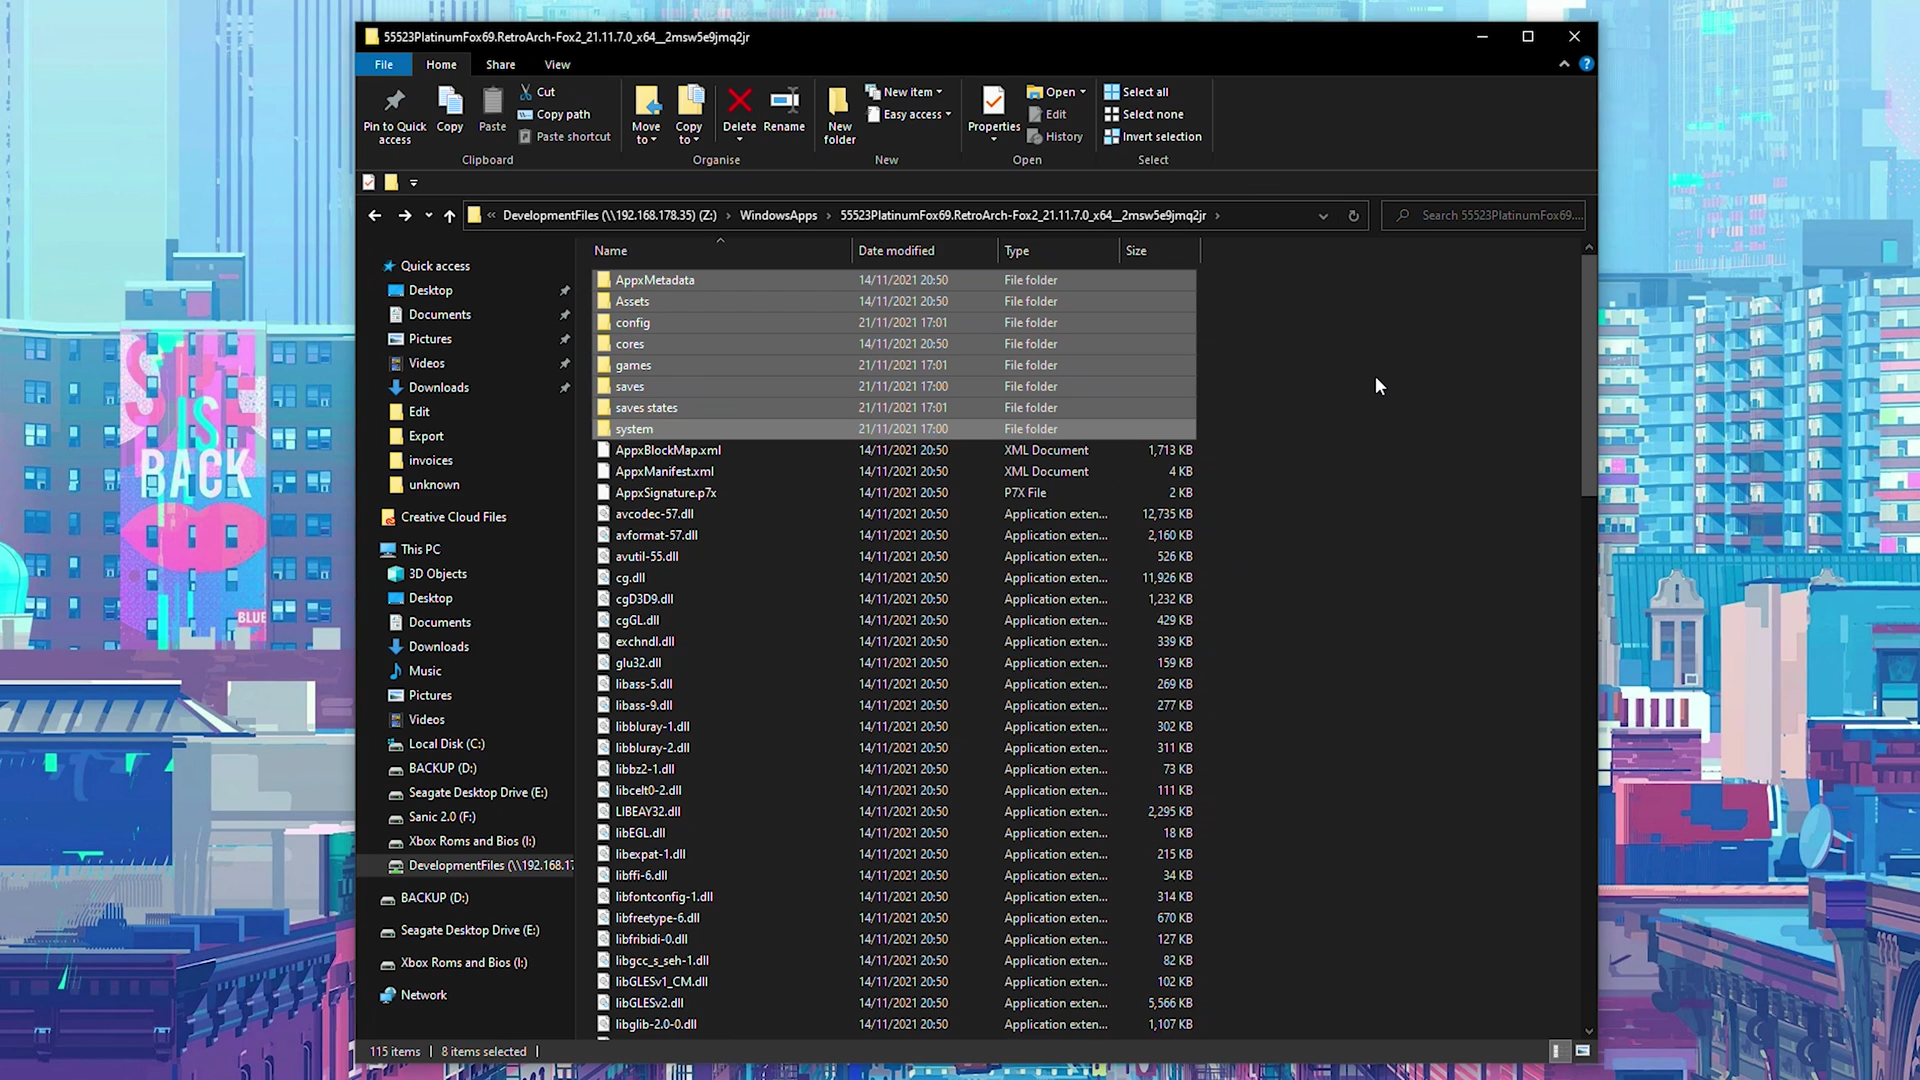 55523PlatinumFox69.RetroArch-Fox2_21.11.7.0_x64__2msw5e9jmq2jr
File Home Share View
Pin to Quick access
Copy
Paste
Cut
Copy path
Paste shortcut
Clipboard
Move to
Copy to
Delete
Rename
Organise
New folder
New item
Easy access
New
Properties
Open
Edit
History
Open
Select all
Select none
Invert selection
Select
« DevelopmentFiles (\\192.168.178.35) (Z:) › WindowsApps › 55523PlatinumFox69.RetroArch-Fox2_21.11.7.0_x64__2msw5e9jmq2jr ›
Search 55523PlatinumFox69....
Quick access
Desktop
Documents
Pictures
Videos
Downloads
Edit
Export
invoices
unknown
Creative Cloud Files
This PC
3D Objects
Desktop
Documents
Downloads
Music
Pictures
Videos
Local Disk (C:)
BACKUP (D:)
Seagate Desktop Drive (E:)
Sanic 2.0 (F:)
Xbox Roms and Bios (I:)
DevelopmentFiles (\\192.168.17
BACKUP (D:)
Seagate Desktop Drive (E:)
Xbox Roms and Bios (I:)
Network
Name Date modified Type Size
AppxMetadata 14/11/2021 20:50 File folder
Assets 14/11/2021 20:50 File folder
config 21/11/2021 17:01 File folder
cores 14/11/2021 20:50 File folder
games 21/11/2021 17:01 File folder
saves 21/11/2021 17:00 File folder
saves states 21/11/2021 17:01 File folder
system 21/11/2021 17:00 File folder
AppxBlockMap.xml 14/11/2021 20:50 XML Document 1,713 KB
AppxManifest.xml 14/11/2021 20:50 XML Document 4 KB
AppxSignature.p7x 14/11/2021 20:50 P7X File 2 KB
avcodec-57.dll 14/11/2021 20:50 Application exten... 12,735 KB
avformat-57.dll 14/11/2021 20:50 Application exten... 2,160 KB
avutil-55.dll 14/11/2021 20:50 Application exten... 526 KB
cg.dll 14/11/2021 20:50 Application exten... 11,926 KB
cgD3D9.dll 14/11/2021 20:50 Application exten... 1,232 KB
cgGL.dll 14/11/2021 20:50 Application exten... 429 KB
exchndl.dll 14/11/2021 20:50 Application exten... 339 KB
glu32.dll 14/11/2021 20:50 Application exten... 159 KB
libass-5.dll 14/11/2021 20:50 Application exten... 269 KB
libass-9.dll 14/11/2021 20:50 Application exten... 277 KB
libbluray-1.dll 14/11/2021 20:50 Application exten... 302 KB
libbluray-2.dll 14/11/2021 20:50 Application exten... 311 KB
libbz2-1.dll 14/11/2021 20:50 Application exten... 73 KB
libcelt0-2.dll 14/11/2021 20:50 Application exten... 111 KB
LIBEAY32.dll 14/11/2021 20:50 Application exten... 2,295 KB
libEGL.dll 14/11/2021 20:50 Application exten... 18 KB
libexpat-1.dll 14/11/2021 20:50 Application exten... 215 KB
libffi-6.dll 14/11/2021 20:50 Application exten... 34 KB
libfontconfig-1.dll 14/11/2021 20:50 Application exten... 314 KB
libfreetype-6.dll 14/11/2021 20:50 Application exten... 670 KB
libfribidi-0.dll 14/11/2021 20:50 Application exten... 127 KB
libgcc_s_seh-1.dll 14/11/2021 20:50 Application exten... 82 KB
libGLESv1_CM.dll 14/11/2021 20:50 Application exten... 102 KB
libGLESv2.dll 14/11/2021 20:50 Application exten... 5,566 KB
libglib-2.0-0.dll 14/11/2021 20:50 Application exten... 1,107 KB
115 items 8 items selected
SHE
IS
BACK
BLUE